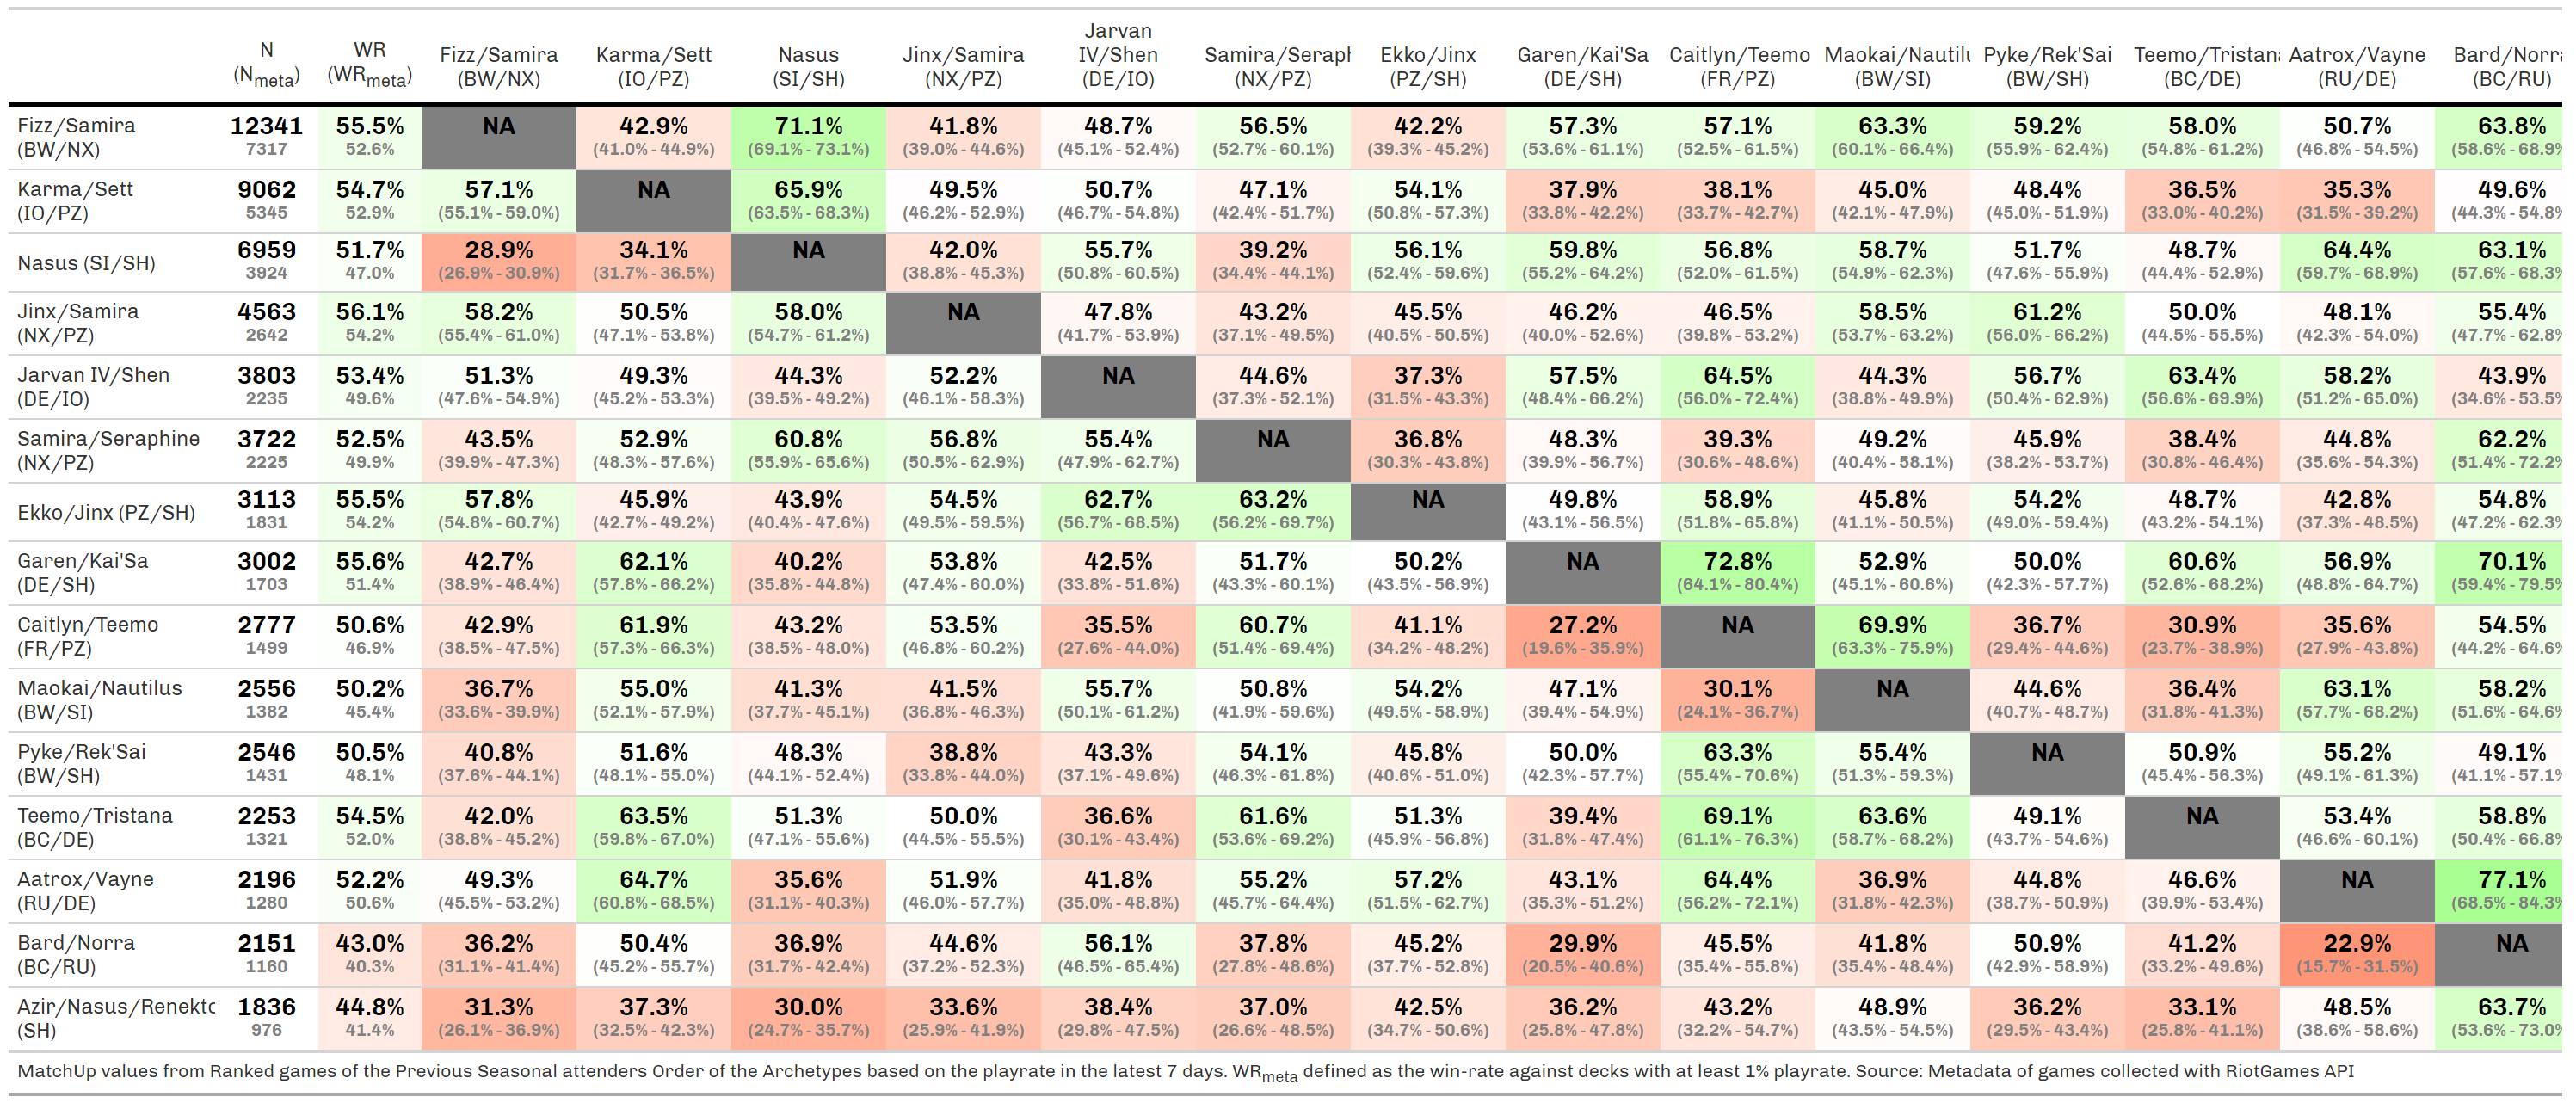 N WR Fizz/Samira Karma/Sett Nasus Jinx/Samira Jarvan IV/Shen Samira/Seraph Ekko/Jinx Garen/Kai'Sa Caitlyn/Teemo Maokai/Nautilu Pyke/Rek'Sai Teemo/Tristana Aatrox/Vayne Bard/Norra
(Nmeta) (WRmeta) (BW/NX) (IO/PZ) (SI/SH) (NX/PZ) (DE/IO) (NX/PZ) (PZ/SH) (DE/SH) (FR/PZ) (BW/SI) (BW/SH) (BC/DE) (RU/DE) (BC/RU)
Fizz/Samira 12341 55.5% NA 42.9% 71.1% 41.8% 48.7% 56.5% 42.2% 57.3% 57.1% 63.3% 59.2% 58.0% 50.7% 63.8%
(BW/NX) 7317 52.6% (41.0% - 44.9%) (69.1% - 73.1%) (39.0% - 44.6%) (45.1% - 52.4%) (52.7% - 60.1%) (39.3% - 45.2%) (53.6% - 61.1%) (52.5% - 61.5%) (60.1% - 66.4%) (55.9% - 62.4%) (54.8% - 61.2%) (46.8% - 54.5%) (58.6% - 68.9%
Karma/Sett 9062 54.7% 57.1% NA 65.9% 49.5% 50.7% 47.1% 54.1% 37.9% 38.1% 45.0% 48.4% 36.5% 35.3% 49.6%
(IO/PZ) 5345 52.9% (55.1% - 59.0%) (63.5% - 68.3%) (46.2% - 52.9%) (46.7% - 54.8%) (42.4% - 51.7%) (50.8% - 57.3%) (33.8% - 42.2%) (33.7% - 42.7%) (42.1% - 47.9%) (45.0% - 51.9%) (33.0% - 40.2%) (31.5% - 39.2%) (44.3% - 54.8%
Nasus (SI/SH) 6959 51.7% 28.9% 34.1% NA 42.0% 55.7% 39.2% 56.1% 59.8% 56.8% 58.7% 51.7% 48.7% 64.4% 63.1%
3924 47.0% (26.9% - 30.9%) (31.7% - 36.5%) (38.8% - 45.3%) (50.8% - 60.5%) (34.4% - 44.1%) (52.4% - 59.6%) (55.2% - 64.2%) (52.0% - 61.5%) (54.9% - 62.3%) (47.6% - 55.9%) (44.4% - 52.9%) (59.7% - 68.9%) (57.6% - 68.3%
Jinx/Samira 4563 56.1% 58.2% 50.5% 58.0% NA 47.8% 43.2% 45.5% 46.2% 46.5% 58.5% 61.2% 50.0% 48.1% 55.4%
(NX/PZ) 2642 54.2% (55.4% - 61.0%) (47.1% - 53.8%) (54.7% - 61.2%) (41.7% - 53.9%) (37.1% - 49.5%) (40.5% - 50.5%) (40.0% - 52.6%) (39.8% - 53.2%) (53.7% - 63.2%) (56.0% - 66.2%) (44.5% - 55.5%) (42.3% - 54.0%) (47.7% - 62.8%
Jarvan IV/Shen 3803 53.4% 51.3% 49.3% 44.3% 52.2% NA 44.6% 37.3% 57.5% 64.5% 44.3% 56.7% 63.4% 58.2% 43.9%
(DE/IO) 2235 49.6% (47.6% - 54.9%) (45.2% - 53.3%) (39.5% - 49.2%) (46.1% - 58.3%) (37.3% - 52.1%) (31.5% - 43.3%) (48.4% - 66.2%) (56.0% - 72.4%) (38.8% - 49.9%) (50.4% - 62.9%) (56.6% - 69.9%) (51.2% - 65.0%) (34.6% - 53.5%
Samira/Seraphine 3722 52.5% 43.5% 52.9% 60.8% 56.8% 55.4% NA 36.8% 48.3% 39.3% 49.2% 45.9% 38.4% 44.8% 62.2%
(NX/PZ) 2225 49.9% (39.9% - 47.3%) (48.3% - 57.6%) (55.9% - 65.6%) (50.5% - 62.9%) (47.9% - 62.7%) (30.3% - 43.8%) (39.9% - 56.7%) (30.6% - 48.6%) (40.4% - 58.1%) (38.2% - 53.7%) (30.8% - 46.4%) (35.6% - 54.3%) (51.4% - 72.2%
Ekko/Jinx (PZ/SH) 3113 55.5% 57.8% 45.9% 43.9% 54.5% 62.7% 63.2% NA 49.8% 58.9% 45.8% 54.2% 48.7% 42.8% 54.8%
1831 54.2% (54.8% - 60.7%) (42.7% - 49.2%) (40.4% - 47.6%) (49.5% - 59.5%) (56.7% - 68.5%) (56.2% - 69.7%) (43.1% - 56.5%) (51.8% - 65.8%) (41.1% - 50.5%) (49.0% - 59.4%) (43.2% - 54.1%) (37.3% - 48.5%) (47.2% - 62.3%
Garen/Kai'Sa 3002 55.6% 42.7% 62.1% 40.2% 53.8% 42.5% 51.7% 50.2% NA 72.8% 52.9% 50.0% 60.6% 56.9% 70.1%
(DE/SH) 1703 51.4% (38.9% - 46.4%) (57.8% - 66.2%) (35.8% - 44.8%) (47.4% - 60.0%) (33.8% - 51.6%) (43.3% - 60.1%) (43.5% - 56.9%) (64.1% - 80.4%) (45.1% - 60.6%) (42.3% - 57.7%) (52.6% - 68.2%) (48.8% - 64.7%) (59.4% - 79.5%
Caitlyn/Teemo 2777 50.6% 42.9% 61.9% 43.2% 53.5% 35.5% 60.7% 41.1% 27.2% NA 69.9% 36.7% 30.9% 35.6% 54.5%
(FR/PZ) 1499 46.9% (38.5% - 47.5%) (57.3% - 66.3%) (38.5% - 48.0%) (46.8% - 60.2%) (27.6% - 44.0%) (51.4% - 69.4%) (34.2% - 48.2%) (19.6% - 35.9%) (63.3% - 75.9%) (29.4% - 44.6%) (23.7% - 38.9%) (27.9% - 43.8%) (44.2% - 64.6%
Maokai/Nautilus 2556 50.2% 36.7% 55.0% 41.3% 41.5% 55.7% 50.8% 54.2% 47.1% 30.1% NA 44.6% 36.4% 63.1% 58.2%
(BW/SI) 1382 45.4% (33.6% - 39.9%) (52.1% - 57.9%) (37.7% - 45.1%) (36.8% - 46.3%) (50.1% - 61.2%) (41.9% - 59.6%) (49.5% - 58.9%) (39.4% - 54.9%) (24.1% - 36.7%) (40.7% - 48.7%) (31.8% - 41.3%) (57.7% - 68.2%) (51.6% - 64.6%
Pyke/Rek'Sai 2546 50.5% 40.8% 51.6% 48.3% 38.8% 43.3% 54.1% 45.8% 50.0% 63.3% 55.4% NA 50.9% 55.2% 49.1%
(BW/SH) 1431 48.1% (37.6% - 44.1%) (48.1% - 55.0%) (44.1% - 52.4%) (33.8% - 44.0%) (37.1% - 49.6%) (46.3% - 61.8%) (40.6% - 51.0%) (42.3% - 57.7%) (55.4% - 70.6%) (51.3% - 59.3%) (45.4% - 56.3%) (49.1% - 61.3%) (41.1% - 57.1%
Teemo/Tristana 2253 54.5% 42.0% 63.5% 51.3% 50.0% 36.6% 61.6% 51.3% 39.4% 69.1% 63.6% 49.1% NA 53.4% 58.8%
(BC/DE) 1321 52.0% (38.8% - 45.2%) (59.8% - 67.0%) (47.1% - 55.6%) (44.5% - 55.5%) (30.1% - 43.4%) (53.6% - 69.2%) (45.9% - 56.8%) (31.8% - 47.4%) (61.1% - 76.3%) (58.7% - 68.2%) (43.7% - 54.6%) (46.6% - 60.1%) (50.4% - 66.8%
Aatrox/Vayne 2196 52.2% 49.3% 64.7% 35.6% 51.9% 41.8% 55.2% 57.2% 43.1% 64.4% 36.9% 44.8% 46.6% NA 77.1%
(RU/DE) 1280 50.6% (45.5% - 53.2%) (60.8% - 68.5%) (31.1% - 40.3%) (46.0% - 57.7%) (35.0% - 48.8%) (45.7% - 64.4%) (51.5% - 62.7%) (35.3% - 51.2%) (56.2% - 72.1%) (31.8% - 42.3%) (38.7% - 50.9%) (39.9% - 53.4%) (68.5% - 84.3%
Bard/Norra 2151 43.0% 36.2% 50.4% 36.9% 44.6% 56.1% 37.8% 45.2% 29.9% 45.5% 41.8% 50.9% 41.2% 22.9% NA
(BC/RU) 1160 40.3% (31.1% - 41.4%) (45.2% - 55.7%) (31.7% - 42.4%) (37.2% - 52.3%) (46.5% - 65.4%) (27.8% - 48.6%) (37.7% - 52.8%) (20.5% - 40.6%) (35.4% - 55.8%) (35.4% - 48.4%) (42.9% - 58.9%) (33.2% - 49.6%) (15.7% - 31.5%)
Azir/Nasus/Renekto 1836 44.8% 31.3% 37.3% 30.0% 33.6% 38.4% 37.0% 42.5% 36.2% 43.2% 48.9% 36.2% 33.1% 48.5% 63.7%
(SH) 976 41.4% (26.1% - 36.9%) (32.5% - 42.3%) (24.7% - 35.7%) (25.9% - 41.9%) (29.8% - 47.5%) (26.6% - 48.5%) (34.7% - 50.6%) (25.8% - 47.8%) (32.2% - 54.7%) (43.5% - 54.5%) (29.5% - 43.4%) (25.8% - 41.1%) (38.6% - 58.6%) (53.6% - 73.0%
MatchUp values from Ranked games of the Previous Seasonal attenders Order of the Archetypes based on the playrate in the latest 7 days. WRmeta defined as the win-rate against decks with at least 1% playrate. Source: Metadata of games collected with RiotGames API